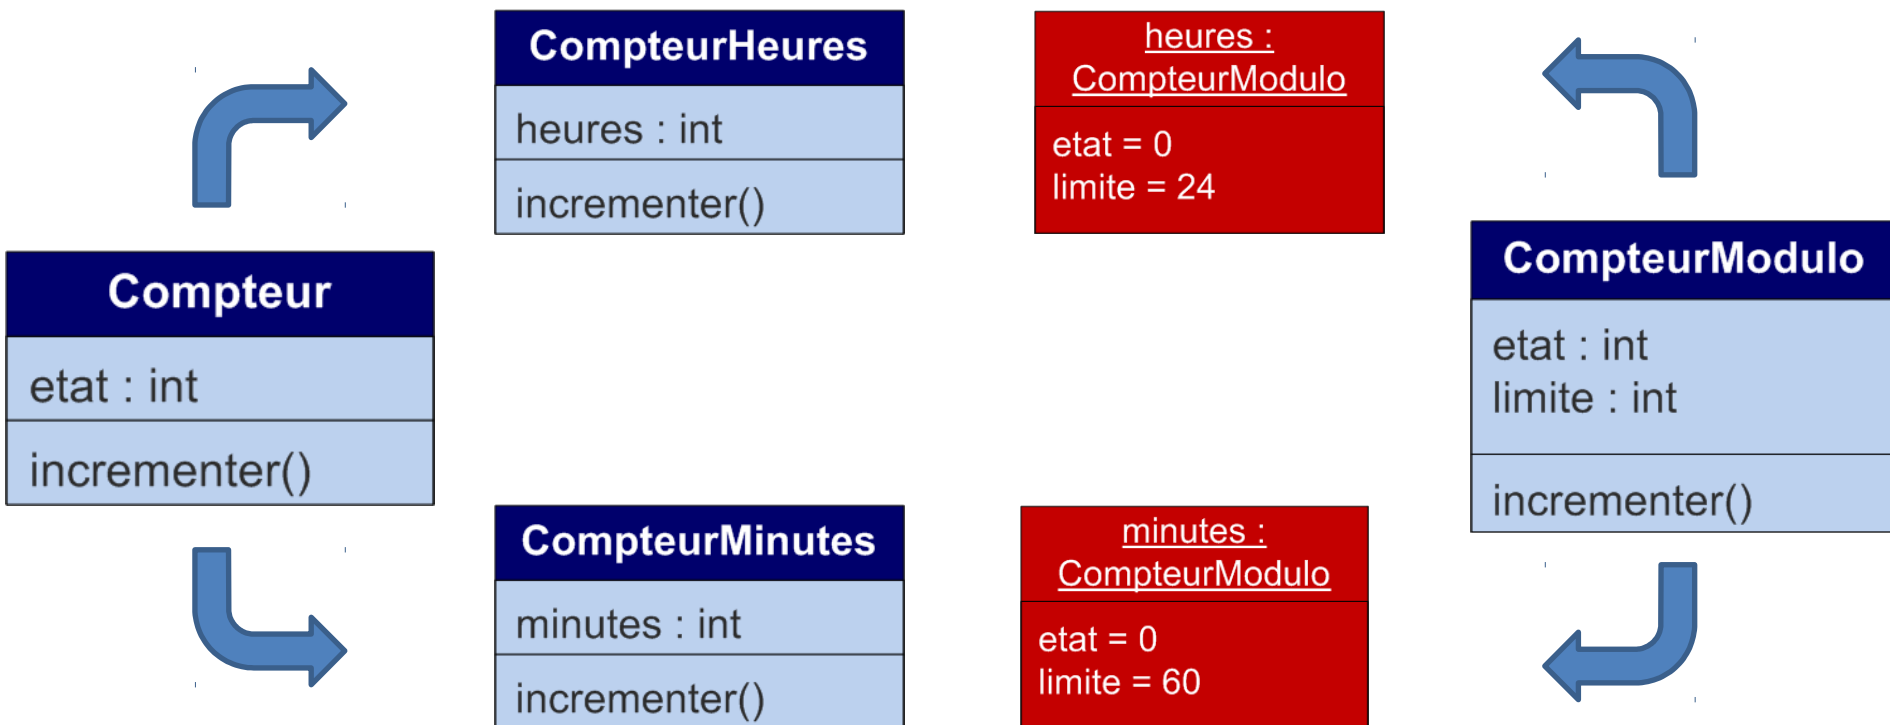 CompteurHeures
heures : int
incrementer()
heures :
CompteurModulo
etat = 0
limite = 24
Compteur
etat : int
incrementer()
CompteurModulo
etat : int
limite : int
incrementer()
CompteurMinutes
minutes : int
incrementer()
minutes :
CompteurModulo
etat = 0
limite = 60